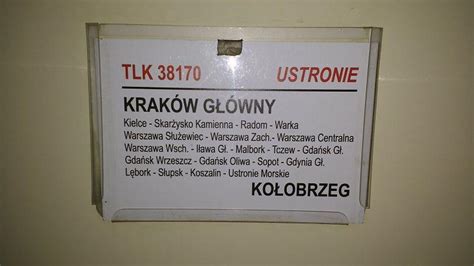 TLK 38170 USTRONIE
KRAKÓW GŁÓWNY
Kielce - Skarżysko Kamienna - Radom - Warka
Warszawa Służewiec - Warszawa Zach.- Warszawa Centralna
Warszawa Wsch. - Iława Gł. - Malbork - Tczew - Gdańsk Gł.
Gdańsk Wrzeszcz - Gdańsk Oliwa - Sopot - Gdynia Gł.
Lębork - Słupsk - Koszalin - Ustronie Morskie
KOŁOBRZEG